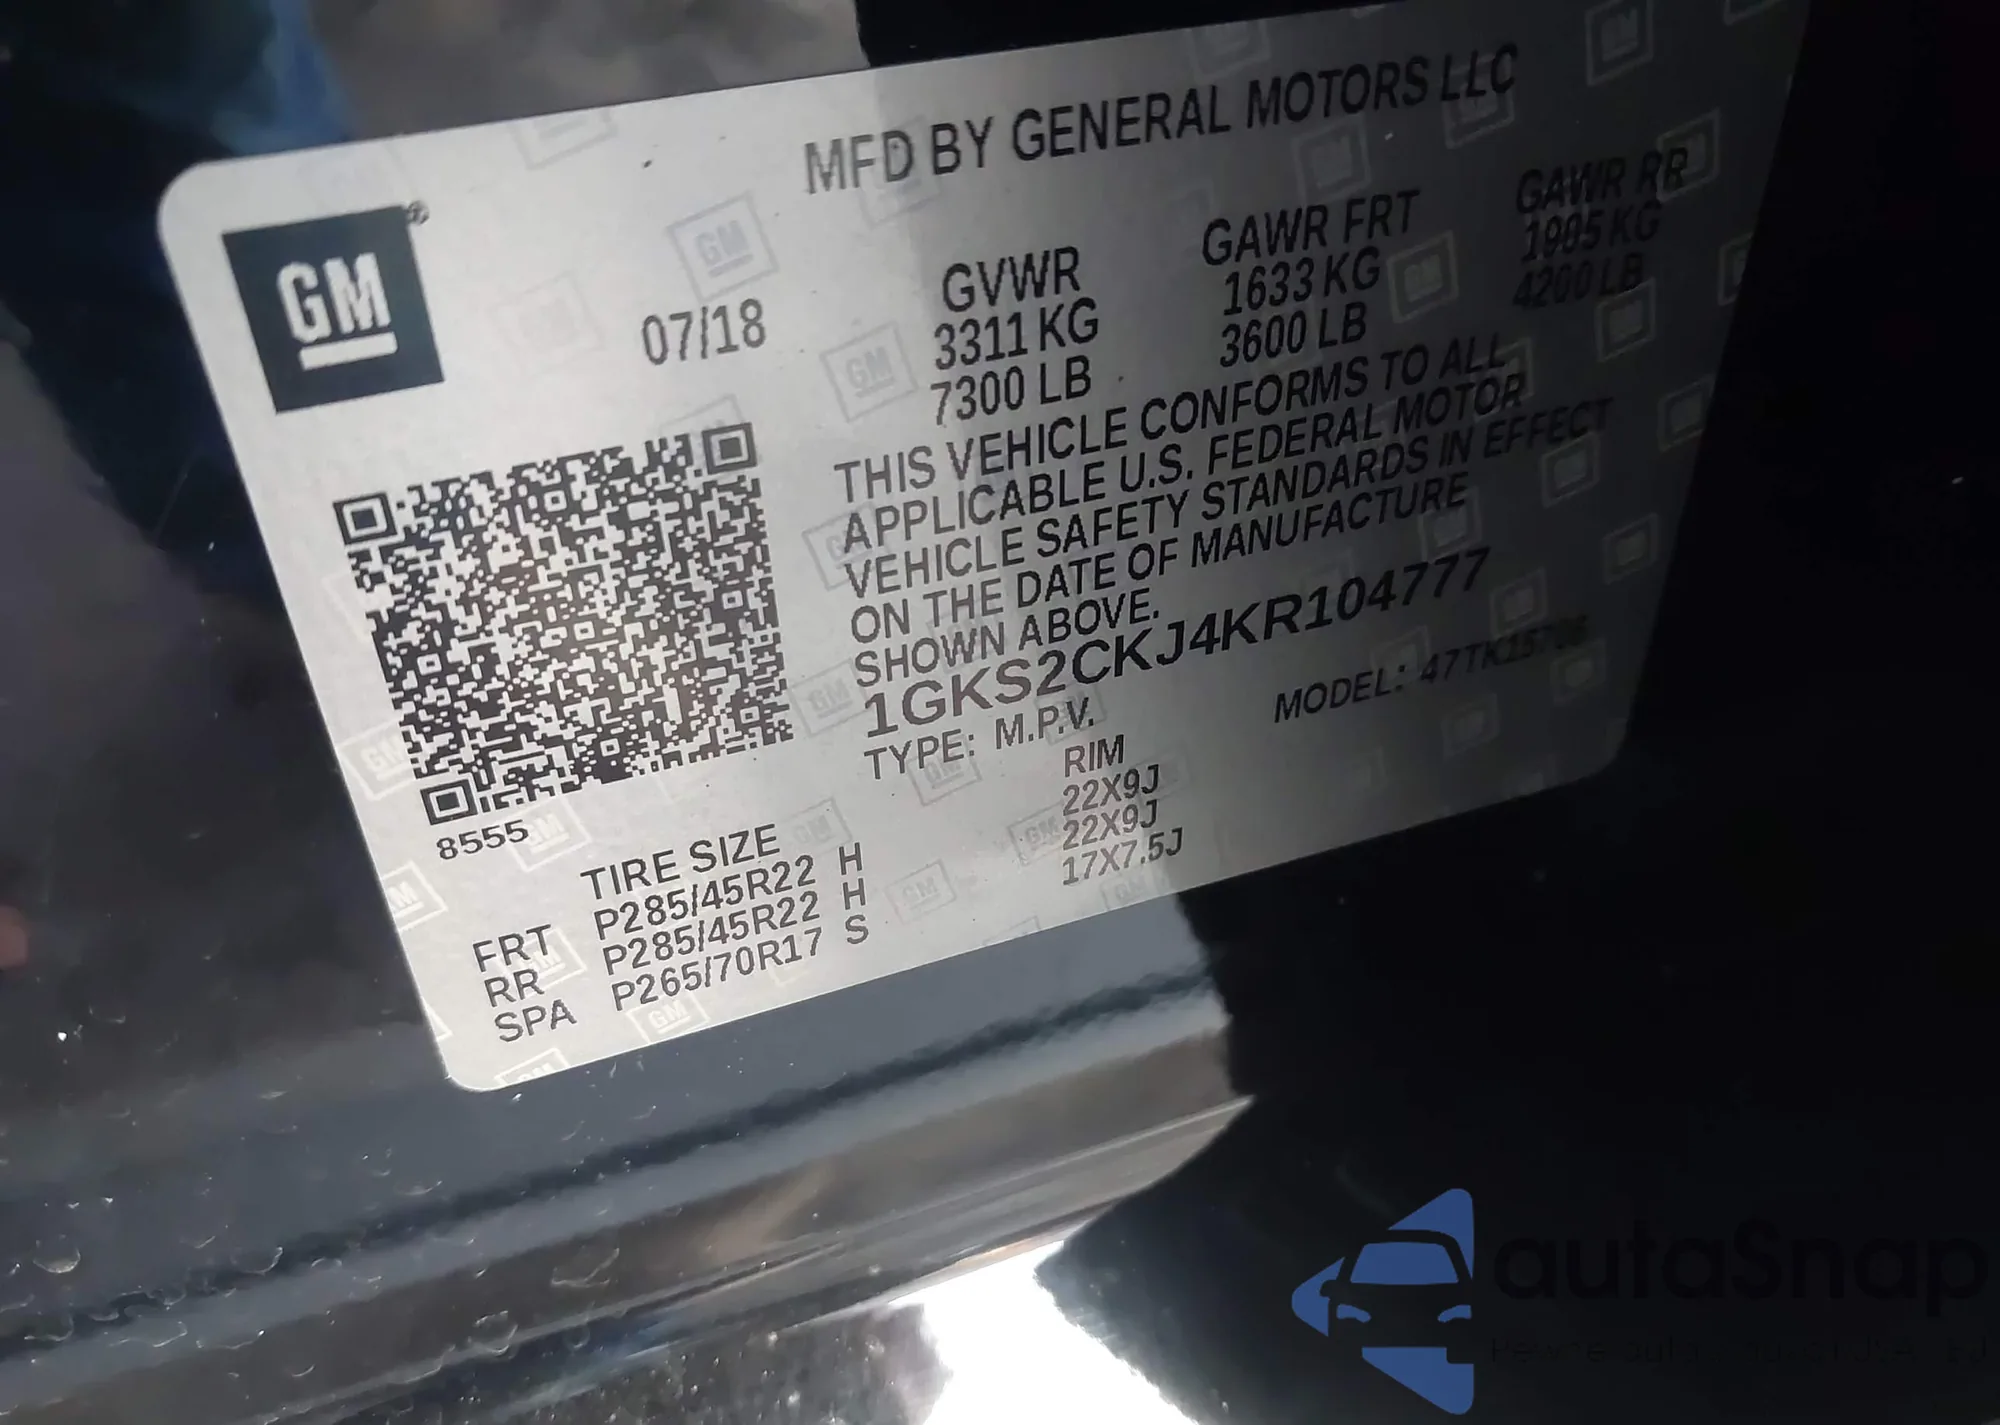 MFD BY GENERAL MOTORS LLC
GM ®
07/18
GVWR GAWR FRT GAWR RR
3311 KG 1633 KG 1905 KG
7300 LB 3600 LB 4200 LB
THIS VEHICLE CONFORMS TO ALL
APPLICABLE U.S. FEDERAL MOTOR
VEHICLE SAFETY STANDARDS IN EFFECT
ON THE DATE OF MANUFACTURE
SHOWN ABOVE.
1GKS2CKJ4KR104777
TYPE: M.P.V. MODEL:
8555
TIRE SIZE RIM
FRT P285/45R22 H 22X9J
RR P285/45R22 H 22X9J
SPA P265/70R17 S 17X7.5J
autaSnap